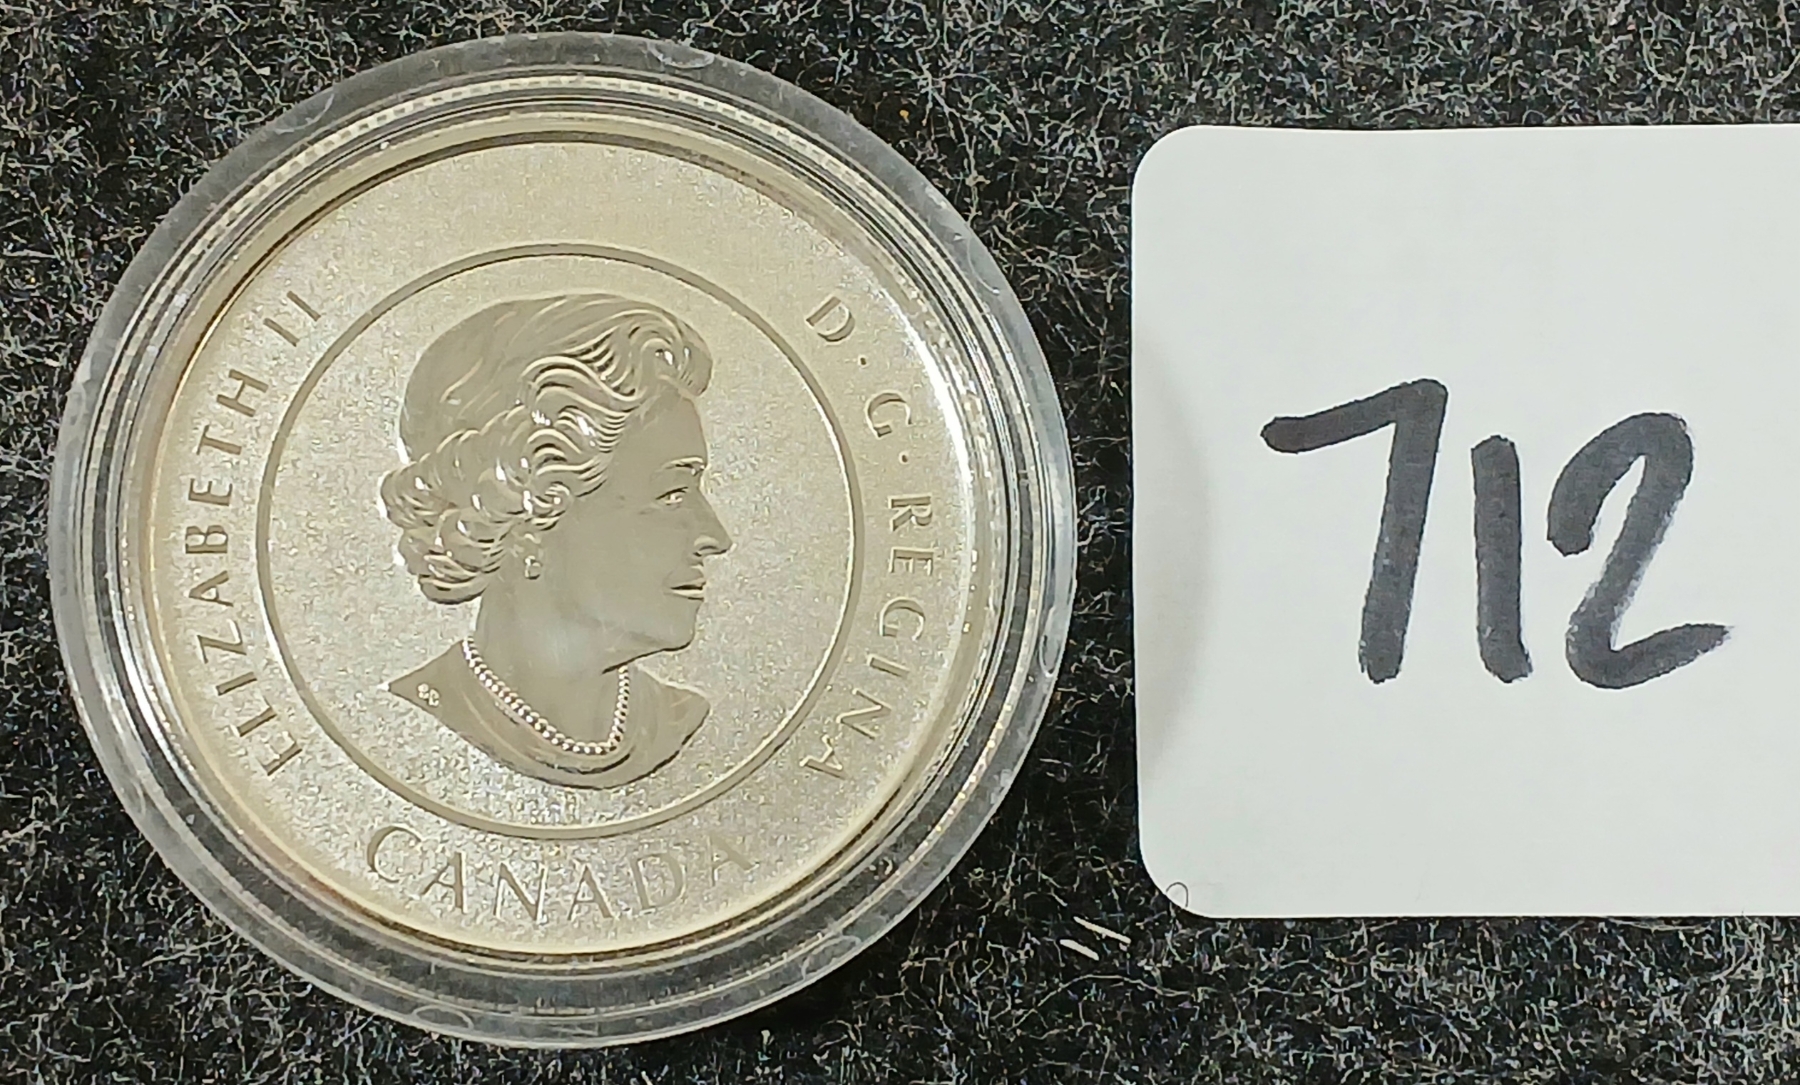 ELIZABETH II
D·G·REGINA
CANADA
712